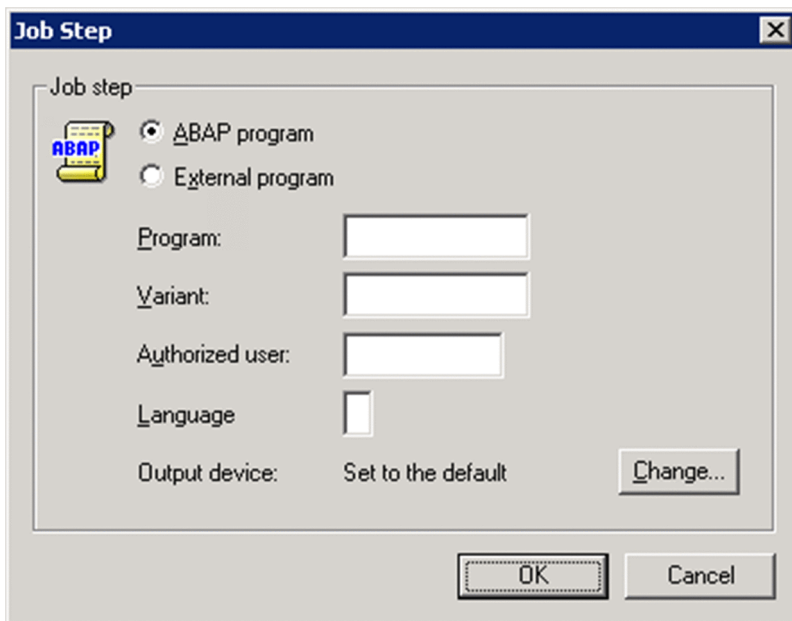 Job Step
Job step
ABAP
ABAP program
External program
Program:
Variant:
Authorized user:
Language
Output device: Set to the default Change...
OK Cancel